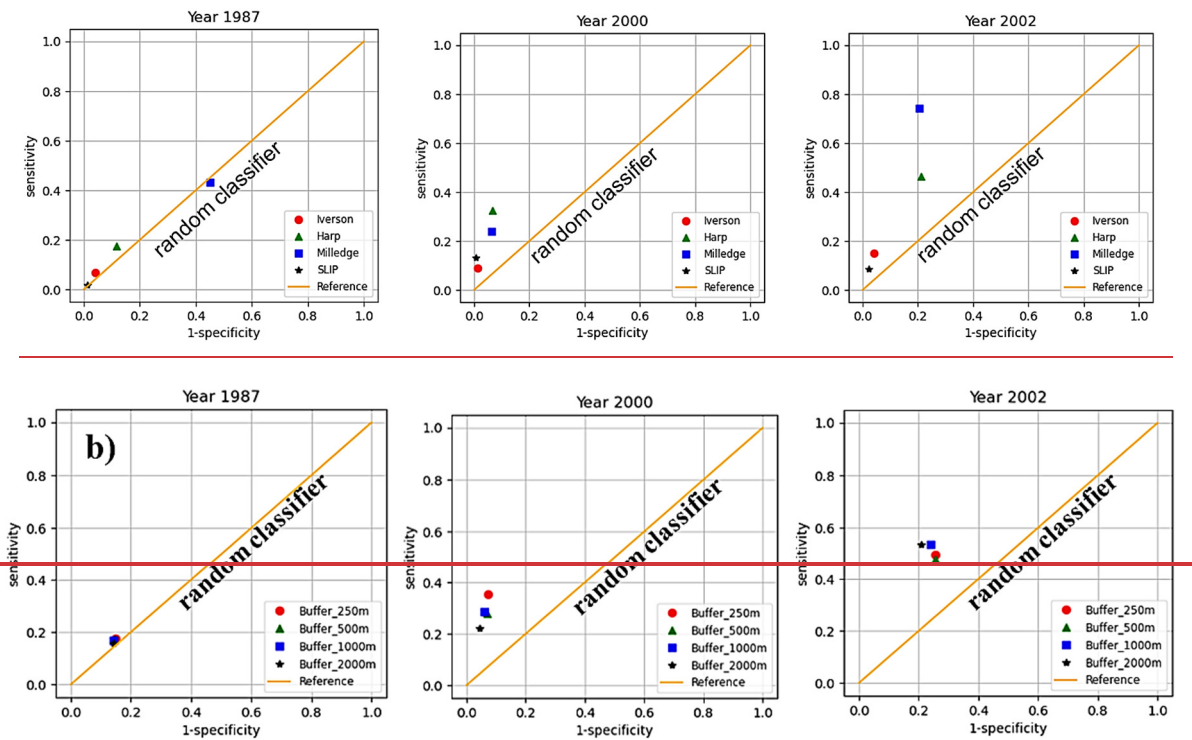 Year 1987
1.0
0.8
0.6
0.4
0.2
0.0
sensitivity
random classifier
Iverson
Harp
Milledge
SLIP
Reference
0.0 0.2 0.4 0.6 0.8 1.0
1-specificity
Year 2000
1.0
0.8
0.6
0.4
0.2
0.0
sensitivity
random classifier
Iverson
Harp
Milledge
SLIP
Reference
0.0 0.2 0.4 0.6 0.8 1.0
1-specificity
Year 2002
1.0
0.8
0.6
0.4
0.2
0.0
sensitivity
random classifier
Iverson
Harp
Milledge
SLIP
Reference
0.0 0.2 0.4 0.6 0.8 1.0
1-specificity
Year 1987
b)
1.0
0.8
0.6
0.4
0.2
0.0
sensitivity
random classifier
Buffer_250m
Buffer_500m
Buffer_1000m
Buffer_2000m
Reference
0.0 0.2 0.4 0.6 0.8 1.0
1-specificity
Year 2000
1.0
0.8
0.6
0.4
0.2
0.0
sensitivity
random classifier
Buffer_250m
Buffer_500m
Buffer_1000m
Buffer_2000m
Reference
0.0 0.2 0.4 0.6 0.8 1.0
1-specificity
Year 2002
1.0
0.8
0.6
0.4
0.2
0.0
sensitivity
random classifier
Buffer_250m
Buffer_500m
Buffer_1000m
Buffer_2000m
Reference
0.0 0.2 0.4 0.6 0.8 1.0
1-specificity